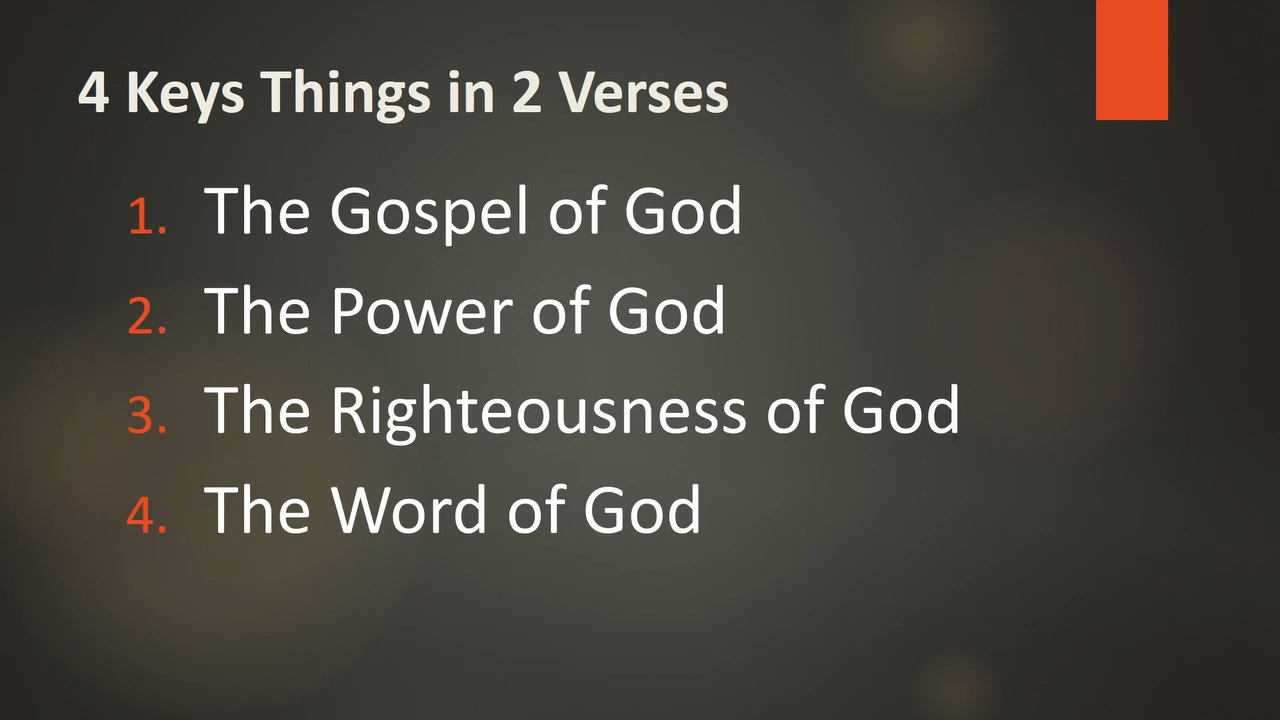 4 Keys Things in 2 Verses
1. The Gospel of God
2. The Power of God
3. The Righteousness of God
4. The Word of God